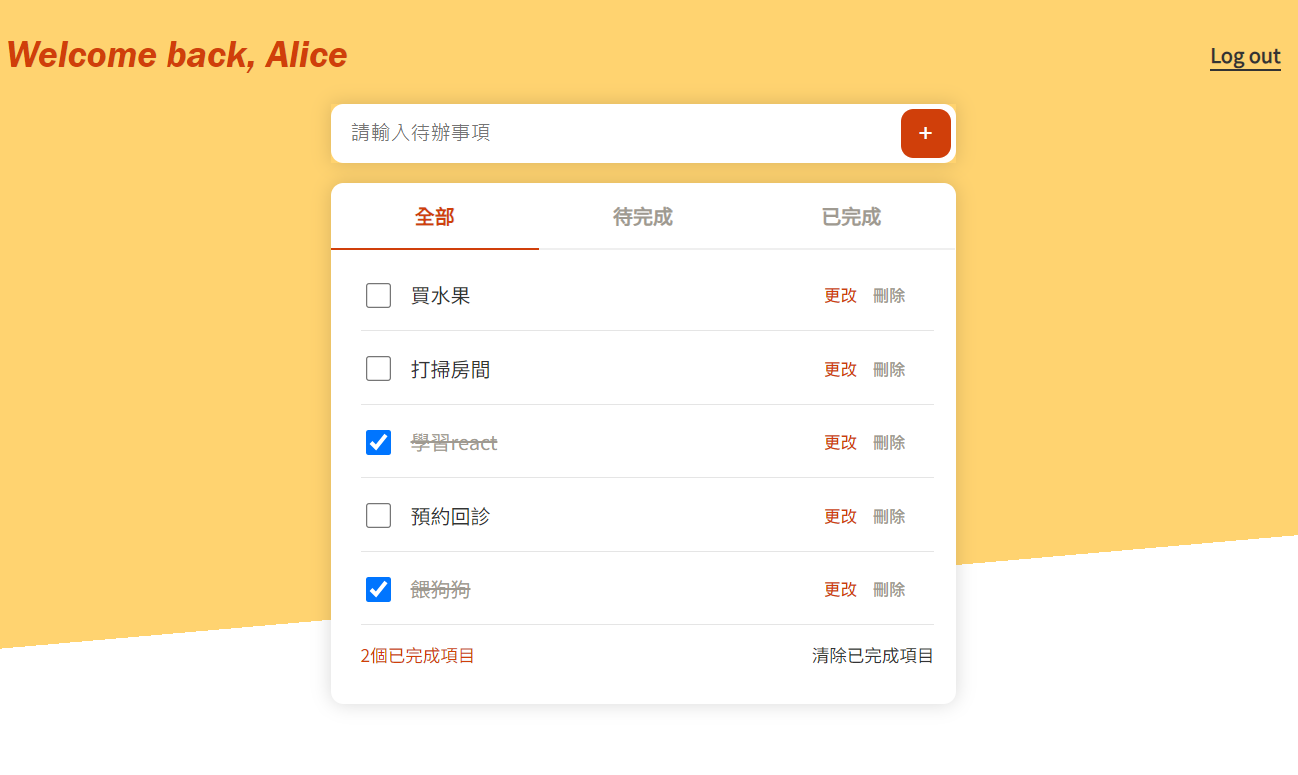 Welcome back, Alice
Log out
請輸入待辦事項
+
全部 待完成 已完成
買水果 更改 刪除
打掃房間 更改 刪除
學習react 更改 刪除
預約回診 更改 刪除
餵狗狗 更改 刪除
2個已完成項目 清除已完成項目